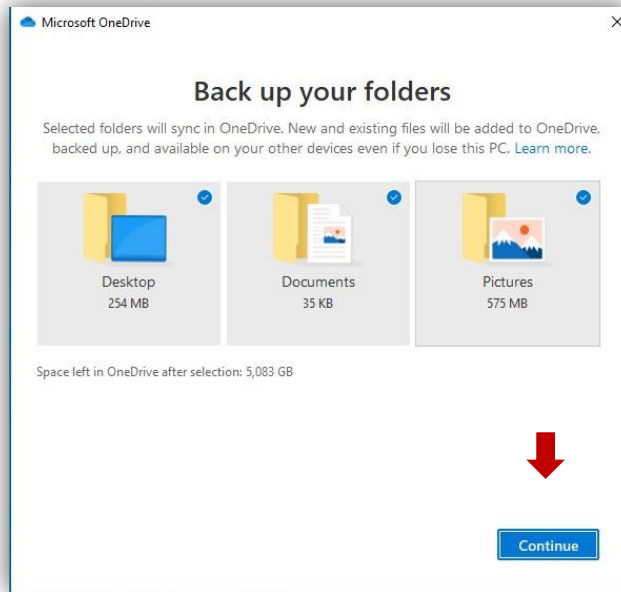 Microsoft OneDrive
Back up your folders
Selected folders will sync in OneDrive. New and existing files will be added to OneDrive,
backed up, and available on your other devices even if you lose this PC. Learn more.
Desktop
254 MB
Documents
35 KB
Pictures
575 MB
Space left in OneDrive after selection: 5,083 GB
Continue